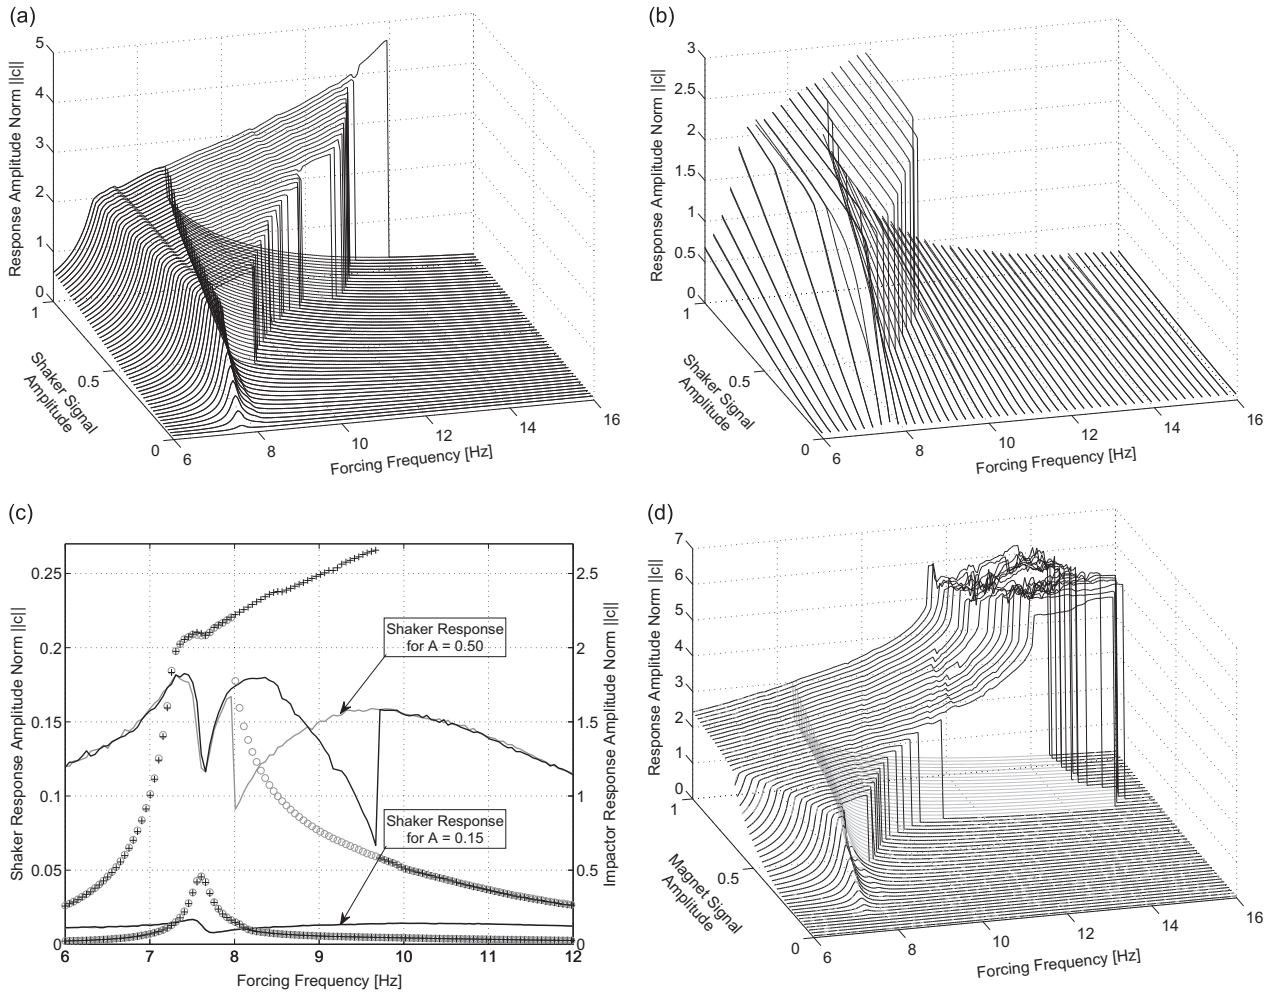 (a)
5
4
3
2
1
0
Response Amplitude Norm ||c||
1
0.5
0
Shaker Signal
Amplitude
6
8
10
12
14
16
Forcing Frequency [Hz]
(b)
3
2.5
2
1.5
1
0.5
0
Response Amplitude Norm ||c||
1
0.5
0
Shaker Signal
Amplitude
6
8
10
12
14
16
Forcing Frequency [Hz]
(c)
0.25
0.2
0.15
0.1
0.05
0
Shaker Response Amplitude Norm ||c||
Shaker Response
for A = 0.50
Shaker Response
for A = 0.15
2.5
2
1.5
1
0.5
0
Impactor Response Amplitude Norm ||c||
6
7
8
9
10
11
12
Forcing Frequency [Hz]
(d)
7
6
5
4
3
2
1
0
Response Amplitude Norm ||c||
1
0.5
0
Magnet Signal
Amplitude
6
8
10
12
14
16
Forcing Frequency [Hz]